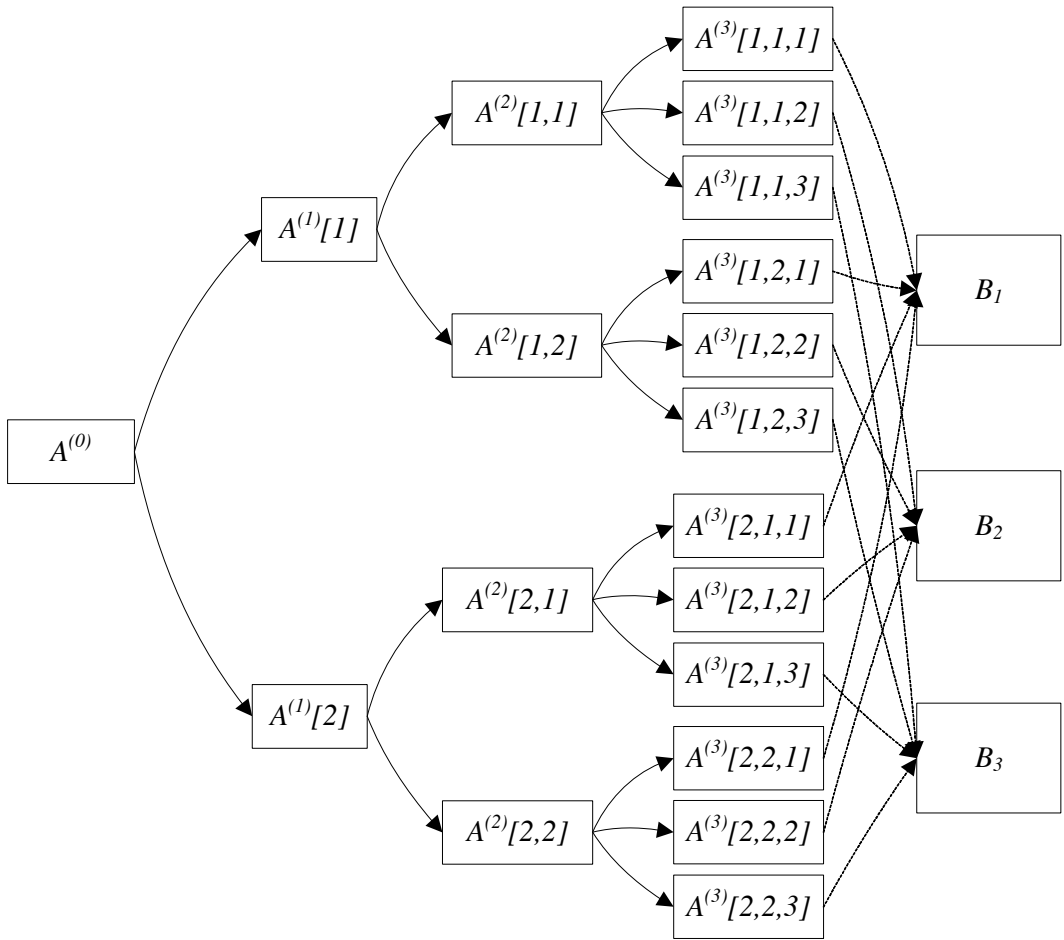 A^(0)
A^(1)[1]
A^(1)[2]
A^(2)[1,1]
A^(2)[1,2]
A^(2)[2,1]
A^(2)[2,2]
A^(3)[1,1,1]
A^(3)[1,1,2]
A^(3)[1,1,3]
A^(3)[1,2,1]
A^(3)[1,2,2]
A^(3)[1,2,3]
A^(3)[2,1,1]
A^(3)[2,1,2]
A^(3)[2,1,3]
A^(3)[2,2,1]
A^(3)[2,2,2]
A^(3)[2,2,3]
B_1
B_2
B_3